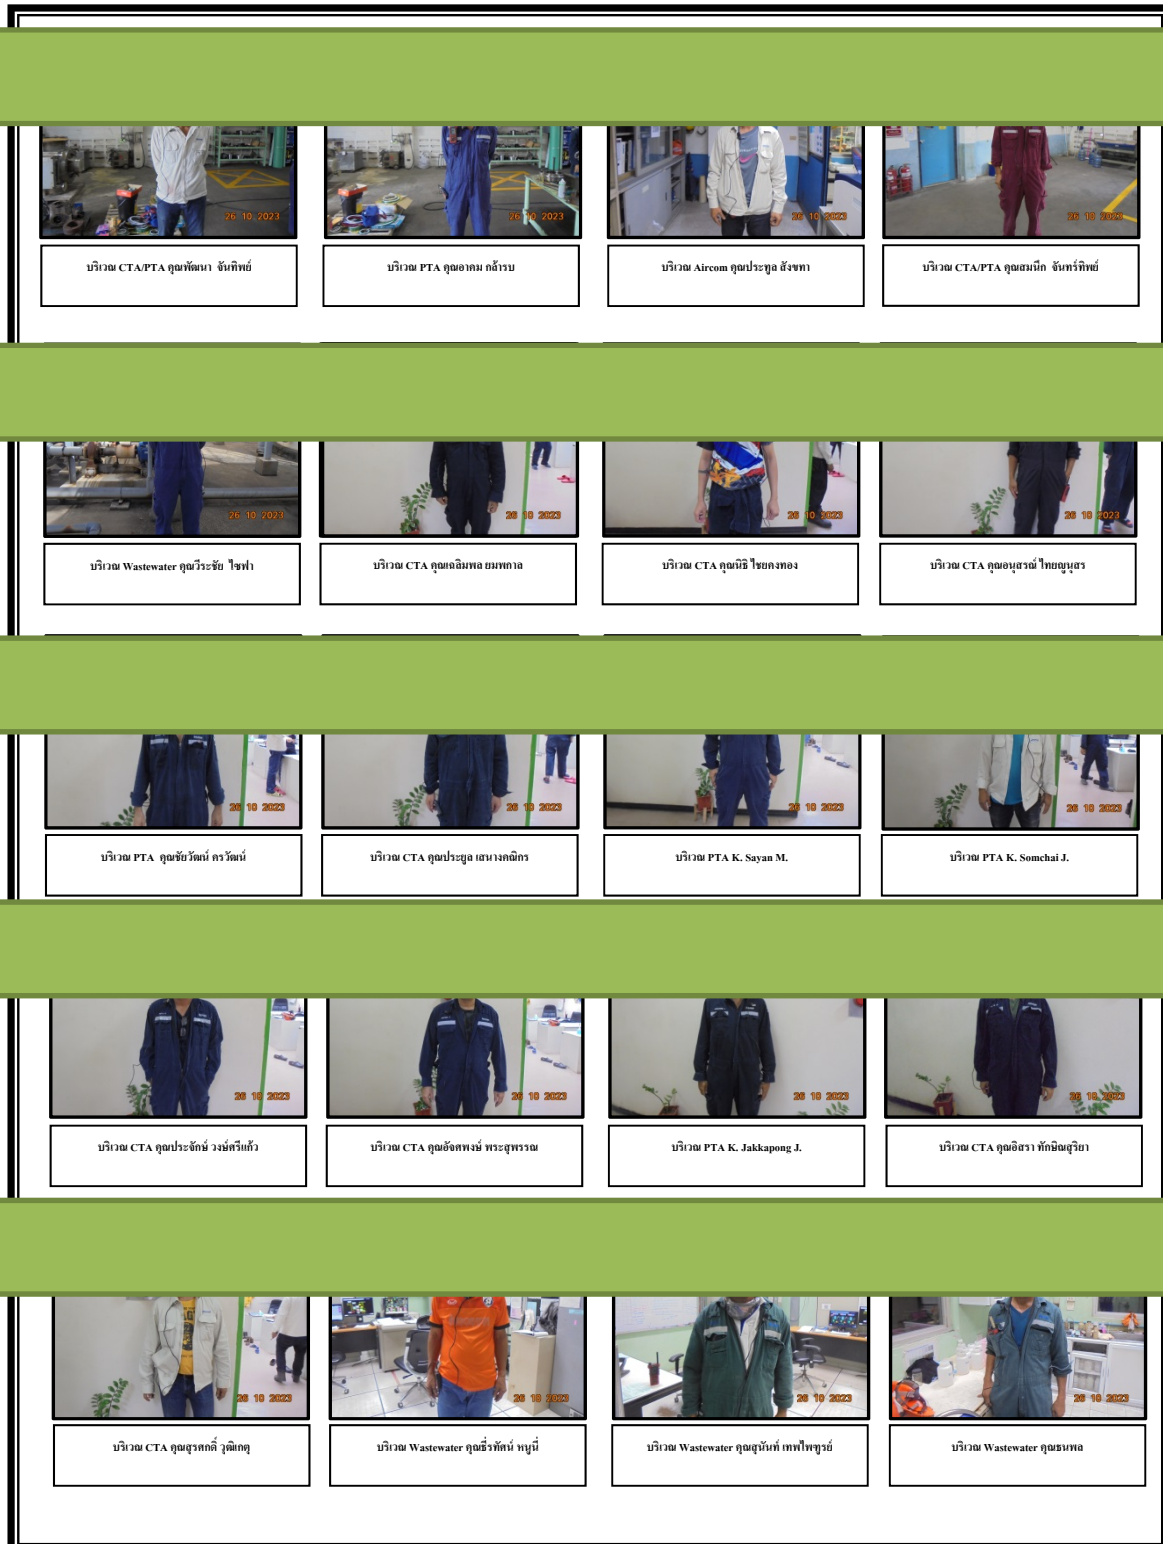 26 10 2023
26 10 2023
26 10 2023
26 10 2023
บริเวณ CTA/PTA คุณพัฒนา จันทิพย์
บริเวณ PTA คุณอาคม กล้ารบ
บริเวณ Aircom คุณประทูล สังขทา
บริเวณ CTA/PTA คุณสมนึก จันทร์ทิพย์
26 10 2023
26 10 2023
26 10 2023
26 10 2023
บริเวณ Wastewater คุณวีระชัย ไชฟา
บริเวณ CTA คุณเฉลิมพล ยมพกาล
บริเวณ CTA คุณนิธิ ไชยคงทอง
บริเวณ CTA คุณอนุสรณ์ ไทยญนุสร
26 10 2023
26 10 2023
26 10 2023
26 10 2023
บริเวณ PTA คุณชัยวัฒน์ ศรวัฒน์
บริเวณ CTA คุณประยูล เสนางคณิกร
บริเวณ PTA K. Sayan M.
บริเวณ PTA K. Somchai J.
26 10 2023
26 10 2023
26 10 2023
26 10 2023
บริเวณ CTA คุณประจักษ์ วงษ์ศรีแก้ว
บริเวณ CTA คุณอัจศพงษ์ พระสุพรรณ
บริเวณ PTA K. Jakkapong J.
บริเวณ CTA คุณอิสรา ทักษิณสุริยา
26 10 2023
26 10 2023
26 10 2023
26 10 2023
บริเวณ CTA คุณสุรศกดิ์ วุฒิเกตุ
บริเวณ Wastewater คุณธีรทัศน์ หนูนี่
บริเวณ Wastewater คุณสุนันท์ เทพไพฑูรย์
บริเวณ Wastewater คุณธนพล